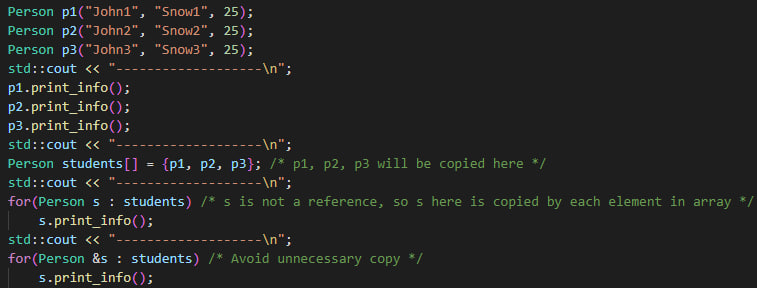 Person p1("John1", "Snow1", 25);
Person p2("John2", "Snow2", 25);
Person p3("John3", "Snow3", 25);
std::cout << "-------------------\n";
p1.print_info();
p2.print_info();
p3.print_info();
std::cout << "-------------------\n";
Person students[] = {p1, p2, p3}; /* p1, p2, p3 will be copied here */
std::cout << "-------------------\n";
for(Person s : students) /* s is not a reference, so s here is copied by each element in array */
    s.print_info();
std::cout << "-------------------\n";
for(Person &s : students) /* Avoid unnecessary copy */
    s.print_info();